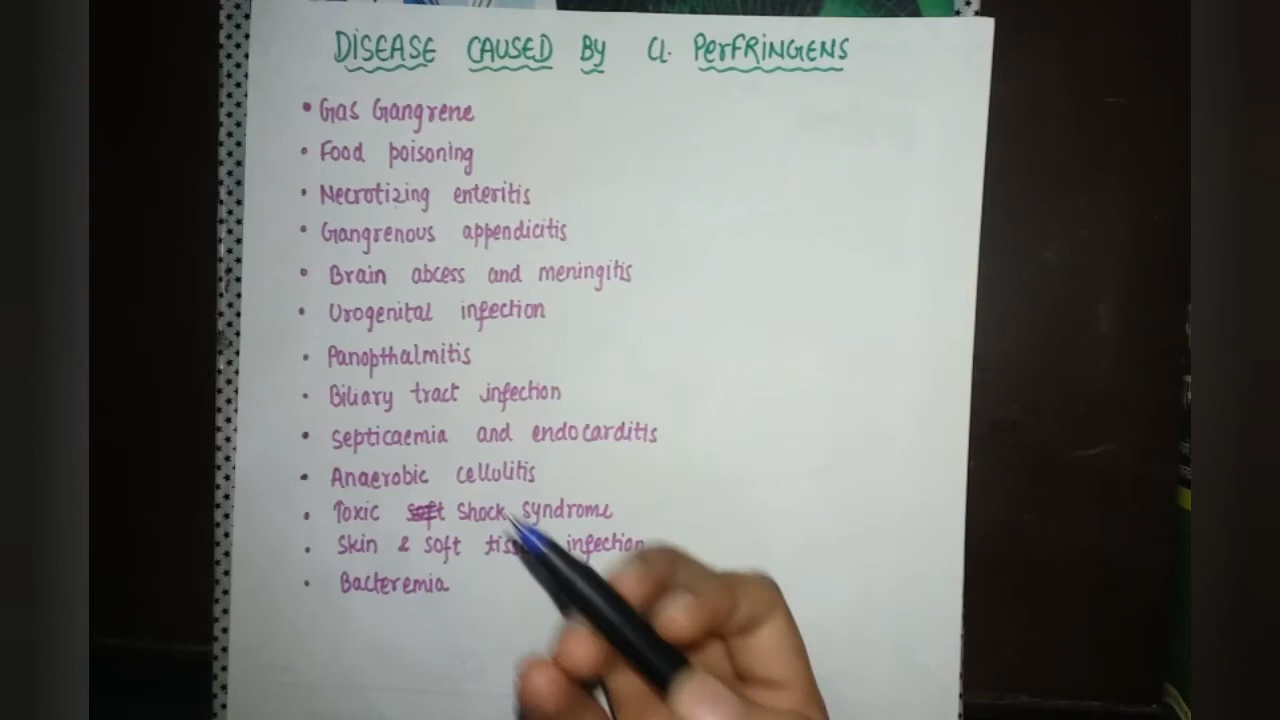 DISEASE CAUSED By Cl. PerFRINGENS
• Gas Gangrene
• Food poisoning
• Necrotizing enteritis
• Gangrenous appendicitis
• Brain abcess and meningitis
• Urogenital infection
• Panopthalmitis
• Biliary tract infection
• Septicaemia and endocarditis
• Anaerobic cellulitis
• Toxic soft Shock syndrome
• Skin & soft infection
• Bacteremia